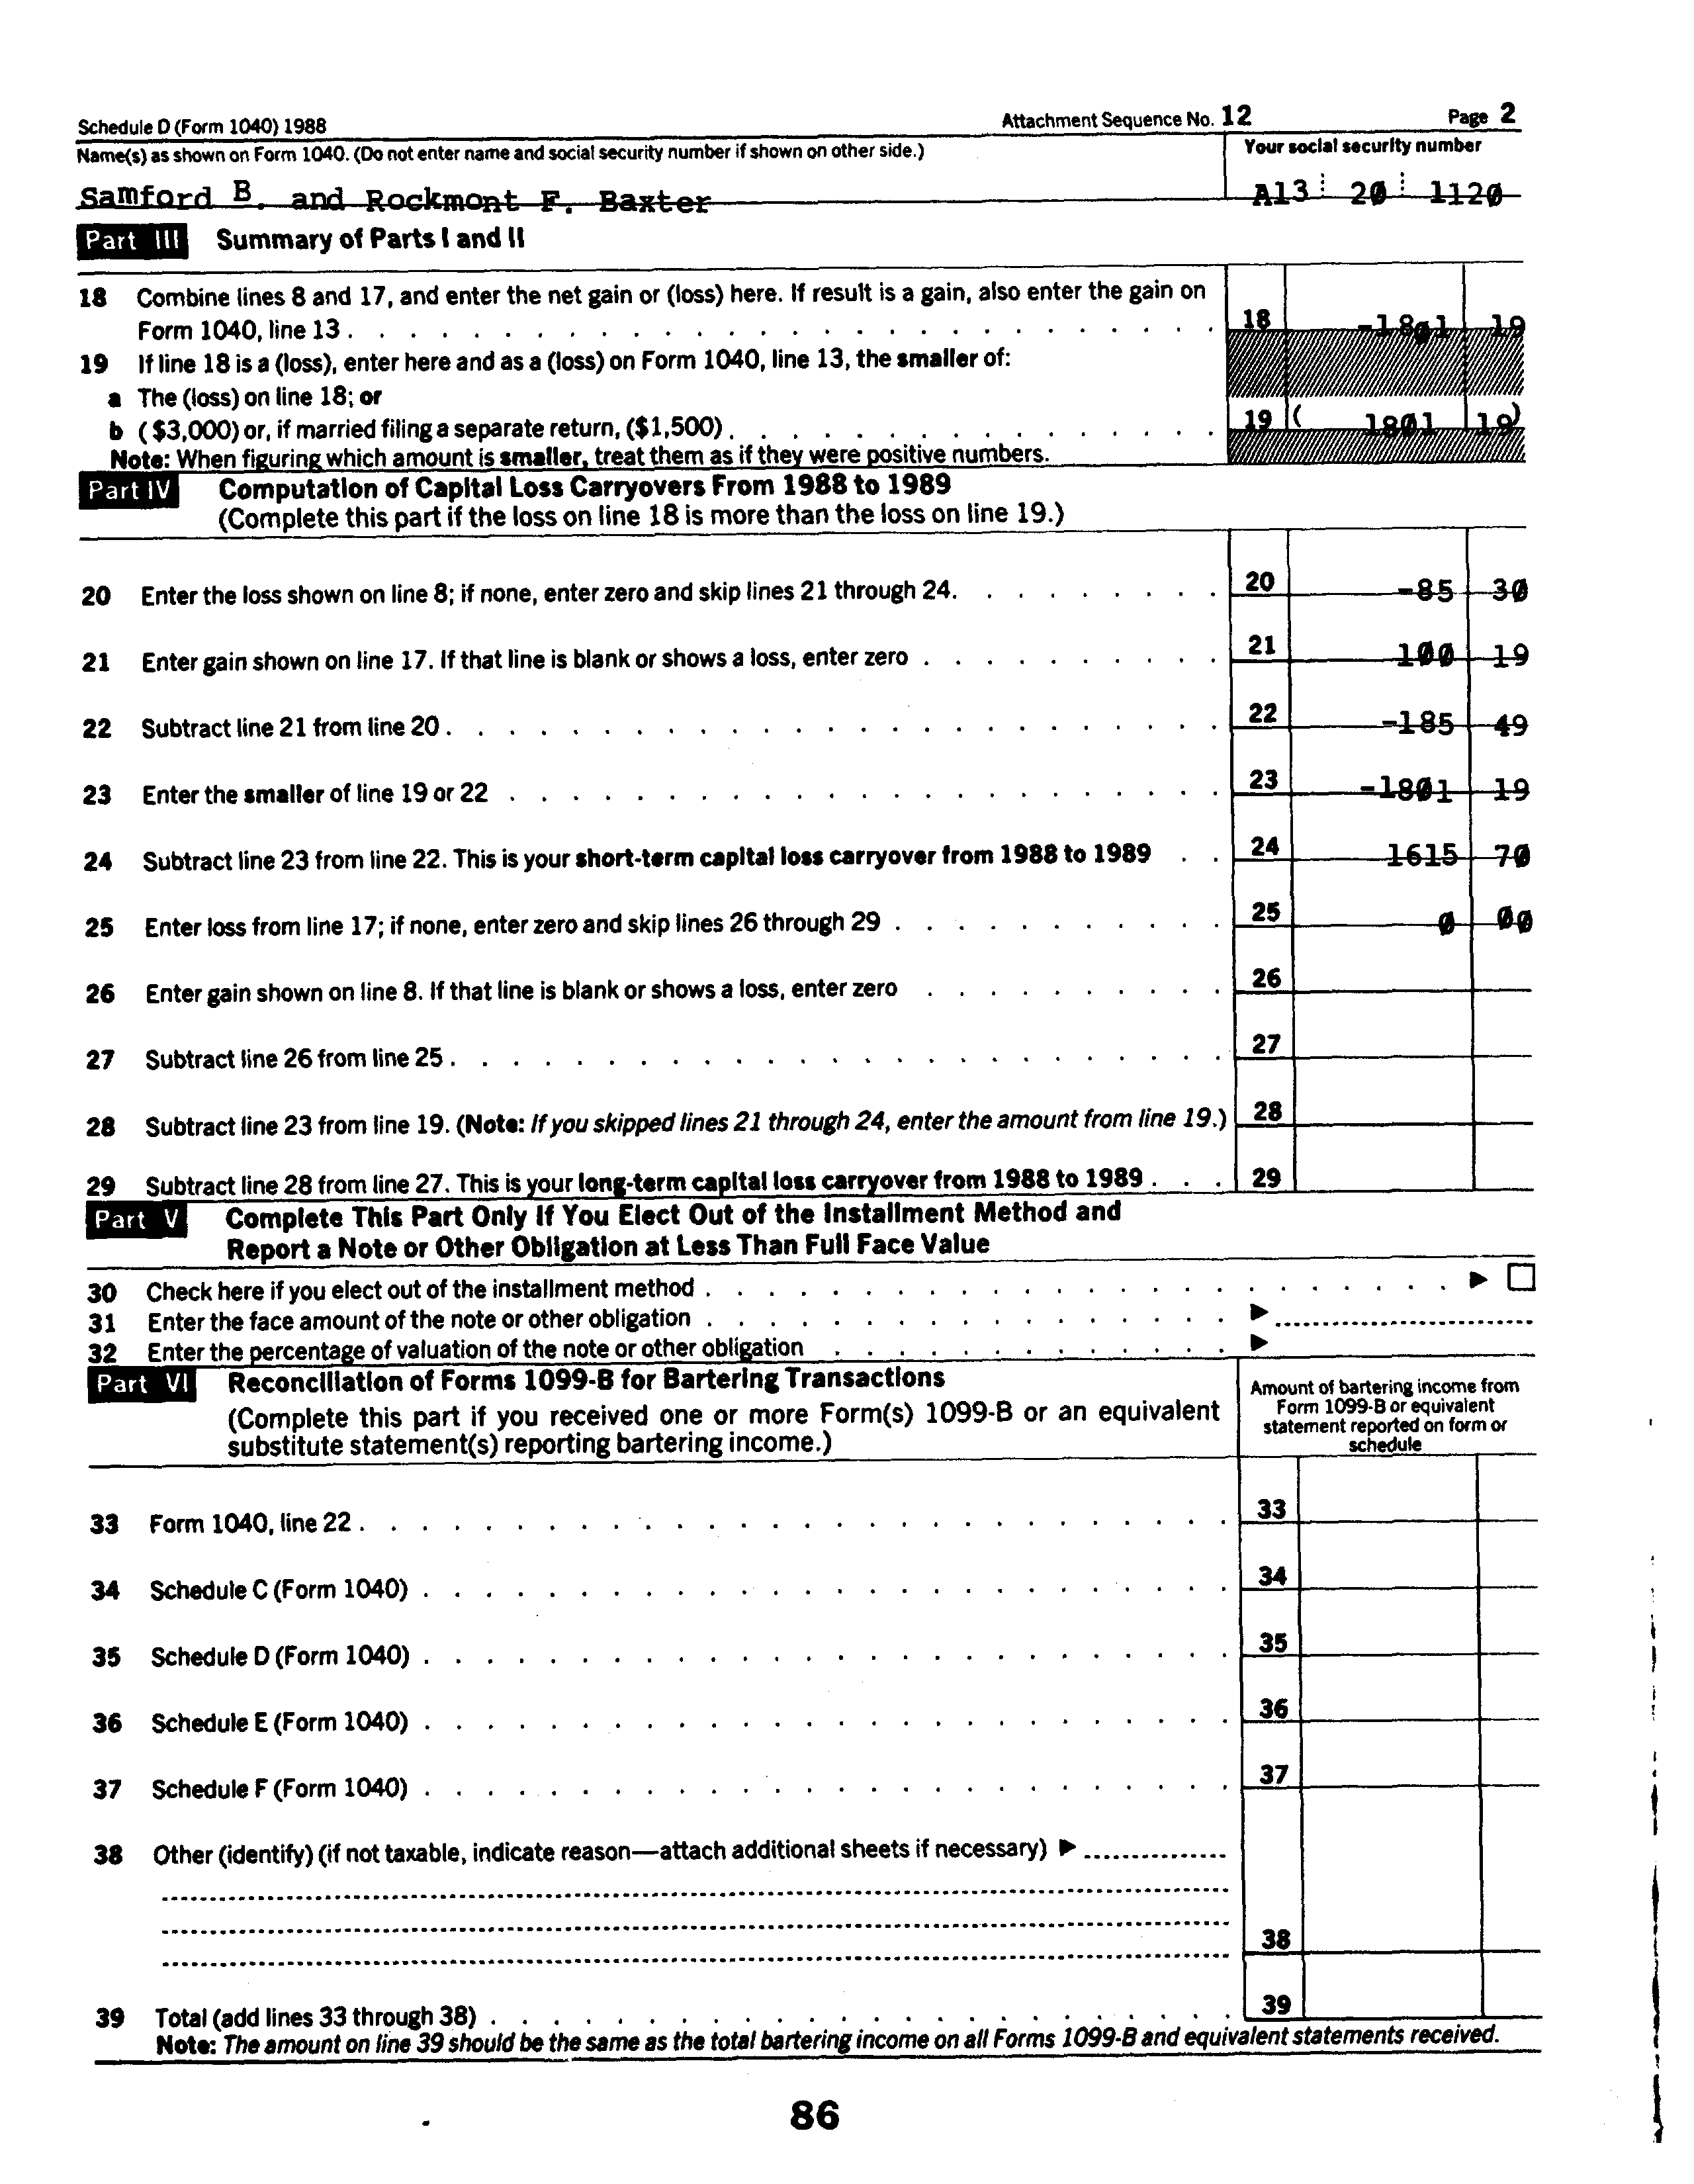 Schedule D (Form 1040) 1988 Attachment Sequence No. 12 Page 2
Name(s) as shown on Form 1040. (Do not enter name and social security number if shown on other side.) Your social security number
Samford B. and Rockmont F. Baxter A13 20 1120
Part III Summary of Parts I and II
18 Combine lines 8 and 17, and enter the net gain or (loss) here. If result is a gain, also enter the gain on
Form 1040, line 13 . . . 18 -1801 19
19 If line 18 is a (loss), enter here and as a (loss) on Form 1040, line 13, the smaller of:
a The (loss) on line 18; or
b ($3,000) or, if married filing a separate return, ($1,500) . . . 19 ( 1801 19)
Note: When figuring which amount is smaller, treat them as if they were positive numbers.
Part IV Computation of Capital Loss Carryovers From 1988 to 1989
(Complete this part if the loss on line 18 is more than the loss on line 19.)
20 Enter the loss shown on line 8; if none, enter zero and skip lines 21 through 24. . . . 20 -85 30
21 Enter gain shown on line 17. If that line is blank or shows a loss, enter zero . . . 21 100 19
22 Subtract line 21 from line 20 . . . 22 -185 49
23 Enter the smaller of line 19 or 22 . . . 23 -1801 19
24 Subtract line 23 from line 22. This is your short-term capital loss carryover from 1988 to 1989 . . 24 1615 70
25 Enter loss from line 17; if none, enter zero and skip lines 26 through 29 . . . 25 0 00
26 Enter gain shown on line 8. If that line is blank or shows a loss, enter zero . . . 26
27 Subtract line 26 from line 25 . . . 27
28 Subtract line 23 from line 19. (Note: If you skipped lines 21 through 24, enter the amount from line 19.) 28
29 Subtract line 28 from line 27. This is your long-term capital loss carryover from 1988 to 1989 . . . 29
Part V Complete This Part Only If You Elect Out of the Installment Method and
Report a Note or Other Obligation at Less Than Full Face Value
30 Check here if you elect out of the installment method . . . ▶ ☐
31 Enter the face amount of the note or other obligation . . . ▶
32 Enter the percentage of valuation of the note or other obligation . . . ▶
Part VI Reconciliation of Forms 1099-B for Bartering Transactions
(Complete this part if you received one or more Form(s) 1099-B or an equivalent
substitute statement(s) reporting bartering income.)
Amount of bartering income from
Form 1099-B or equivalent
statement reported on form or
schedule
33 Form 1040, line 22 . . . 33
34 Schedule C (Form 1040) . . . 34
35 Schedule D (Form 1040) . . . 35
36 Schedule E (Form 1040) . . . 36
37 Schedule F (Form 1040) . . . 37
38 Other (identify) (if not taxable, indicate reason—attach additional sheets if necessary) ▶
38
39 Total (add lines 33 through 38) . . . 39
Note: The amount on line 39 should be the same as the total bartering income on all Forms 1099-B and equivalent statements received.
86